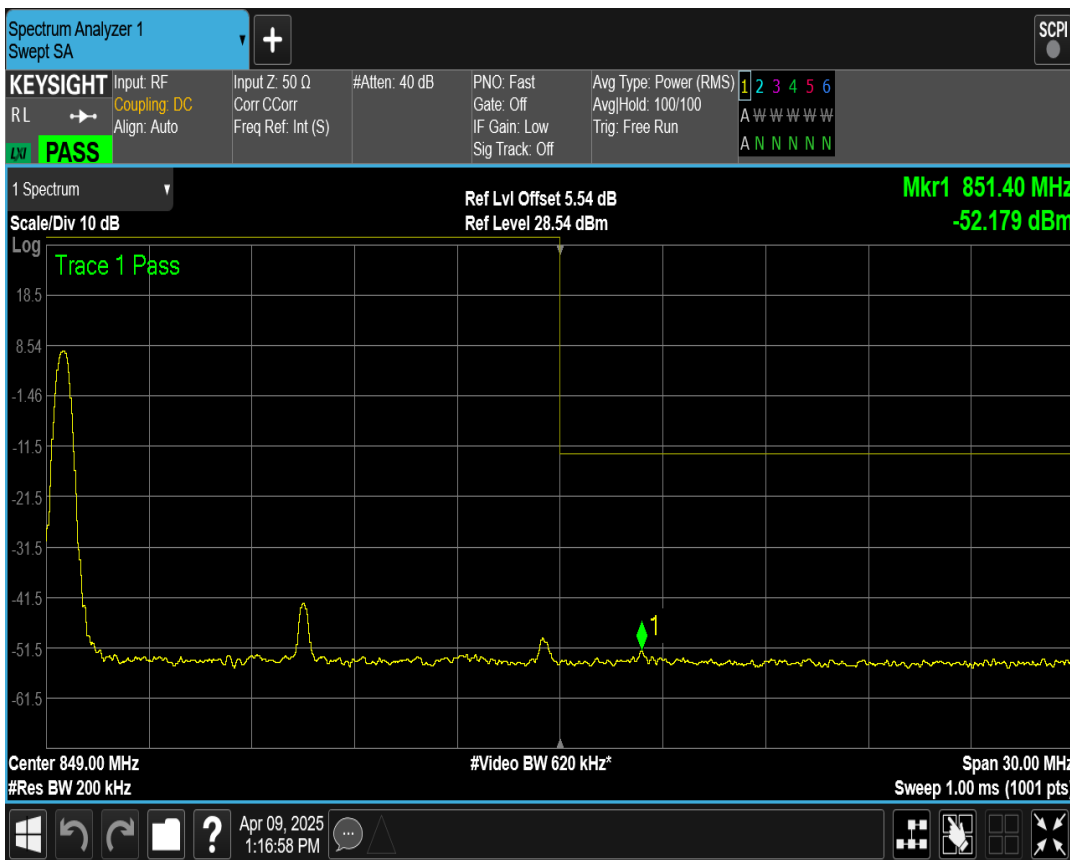 Spectrum Analyzer 1
Swept SA
SCPI
KEYSIGHT
RL
LXI PASS
Input: RF
Coupling: DC
Align: Auto
Input Z: 50 Ω
Corr CCorr
Freq Ref: Int (S)
#Atten: 40 dB
PNO: Fast
Gate: Off
IF Gain: Low
Sig Track: Off
Avg Type: Power (RMS)
Avg|Hold: 100/100
Trig: Free Run
1 2 3 4 5 6
A W W W W W
A N N N N N
1 Spectrum
Scale/Div 10 dB
Ref Lvl Offset 5.54 dB
Ref Level 28.54 dBm
Mkr1 851.40 MHz
-52.179 dBm
Log
Trace 1 Pass
18.5
8.54
-1.46
-11.5
-21.5
-31.5
-41.5
1
-51.5
-61.5
Center 849.00 MHz
#Video BW 620 kHz*
Span 30.00 MHz
#Res BW 200 kHz
Sweep 1.00 ms (1001 pts)
?
Apr 09, 2025
1:16:58 PM